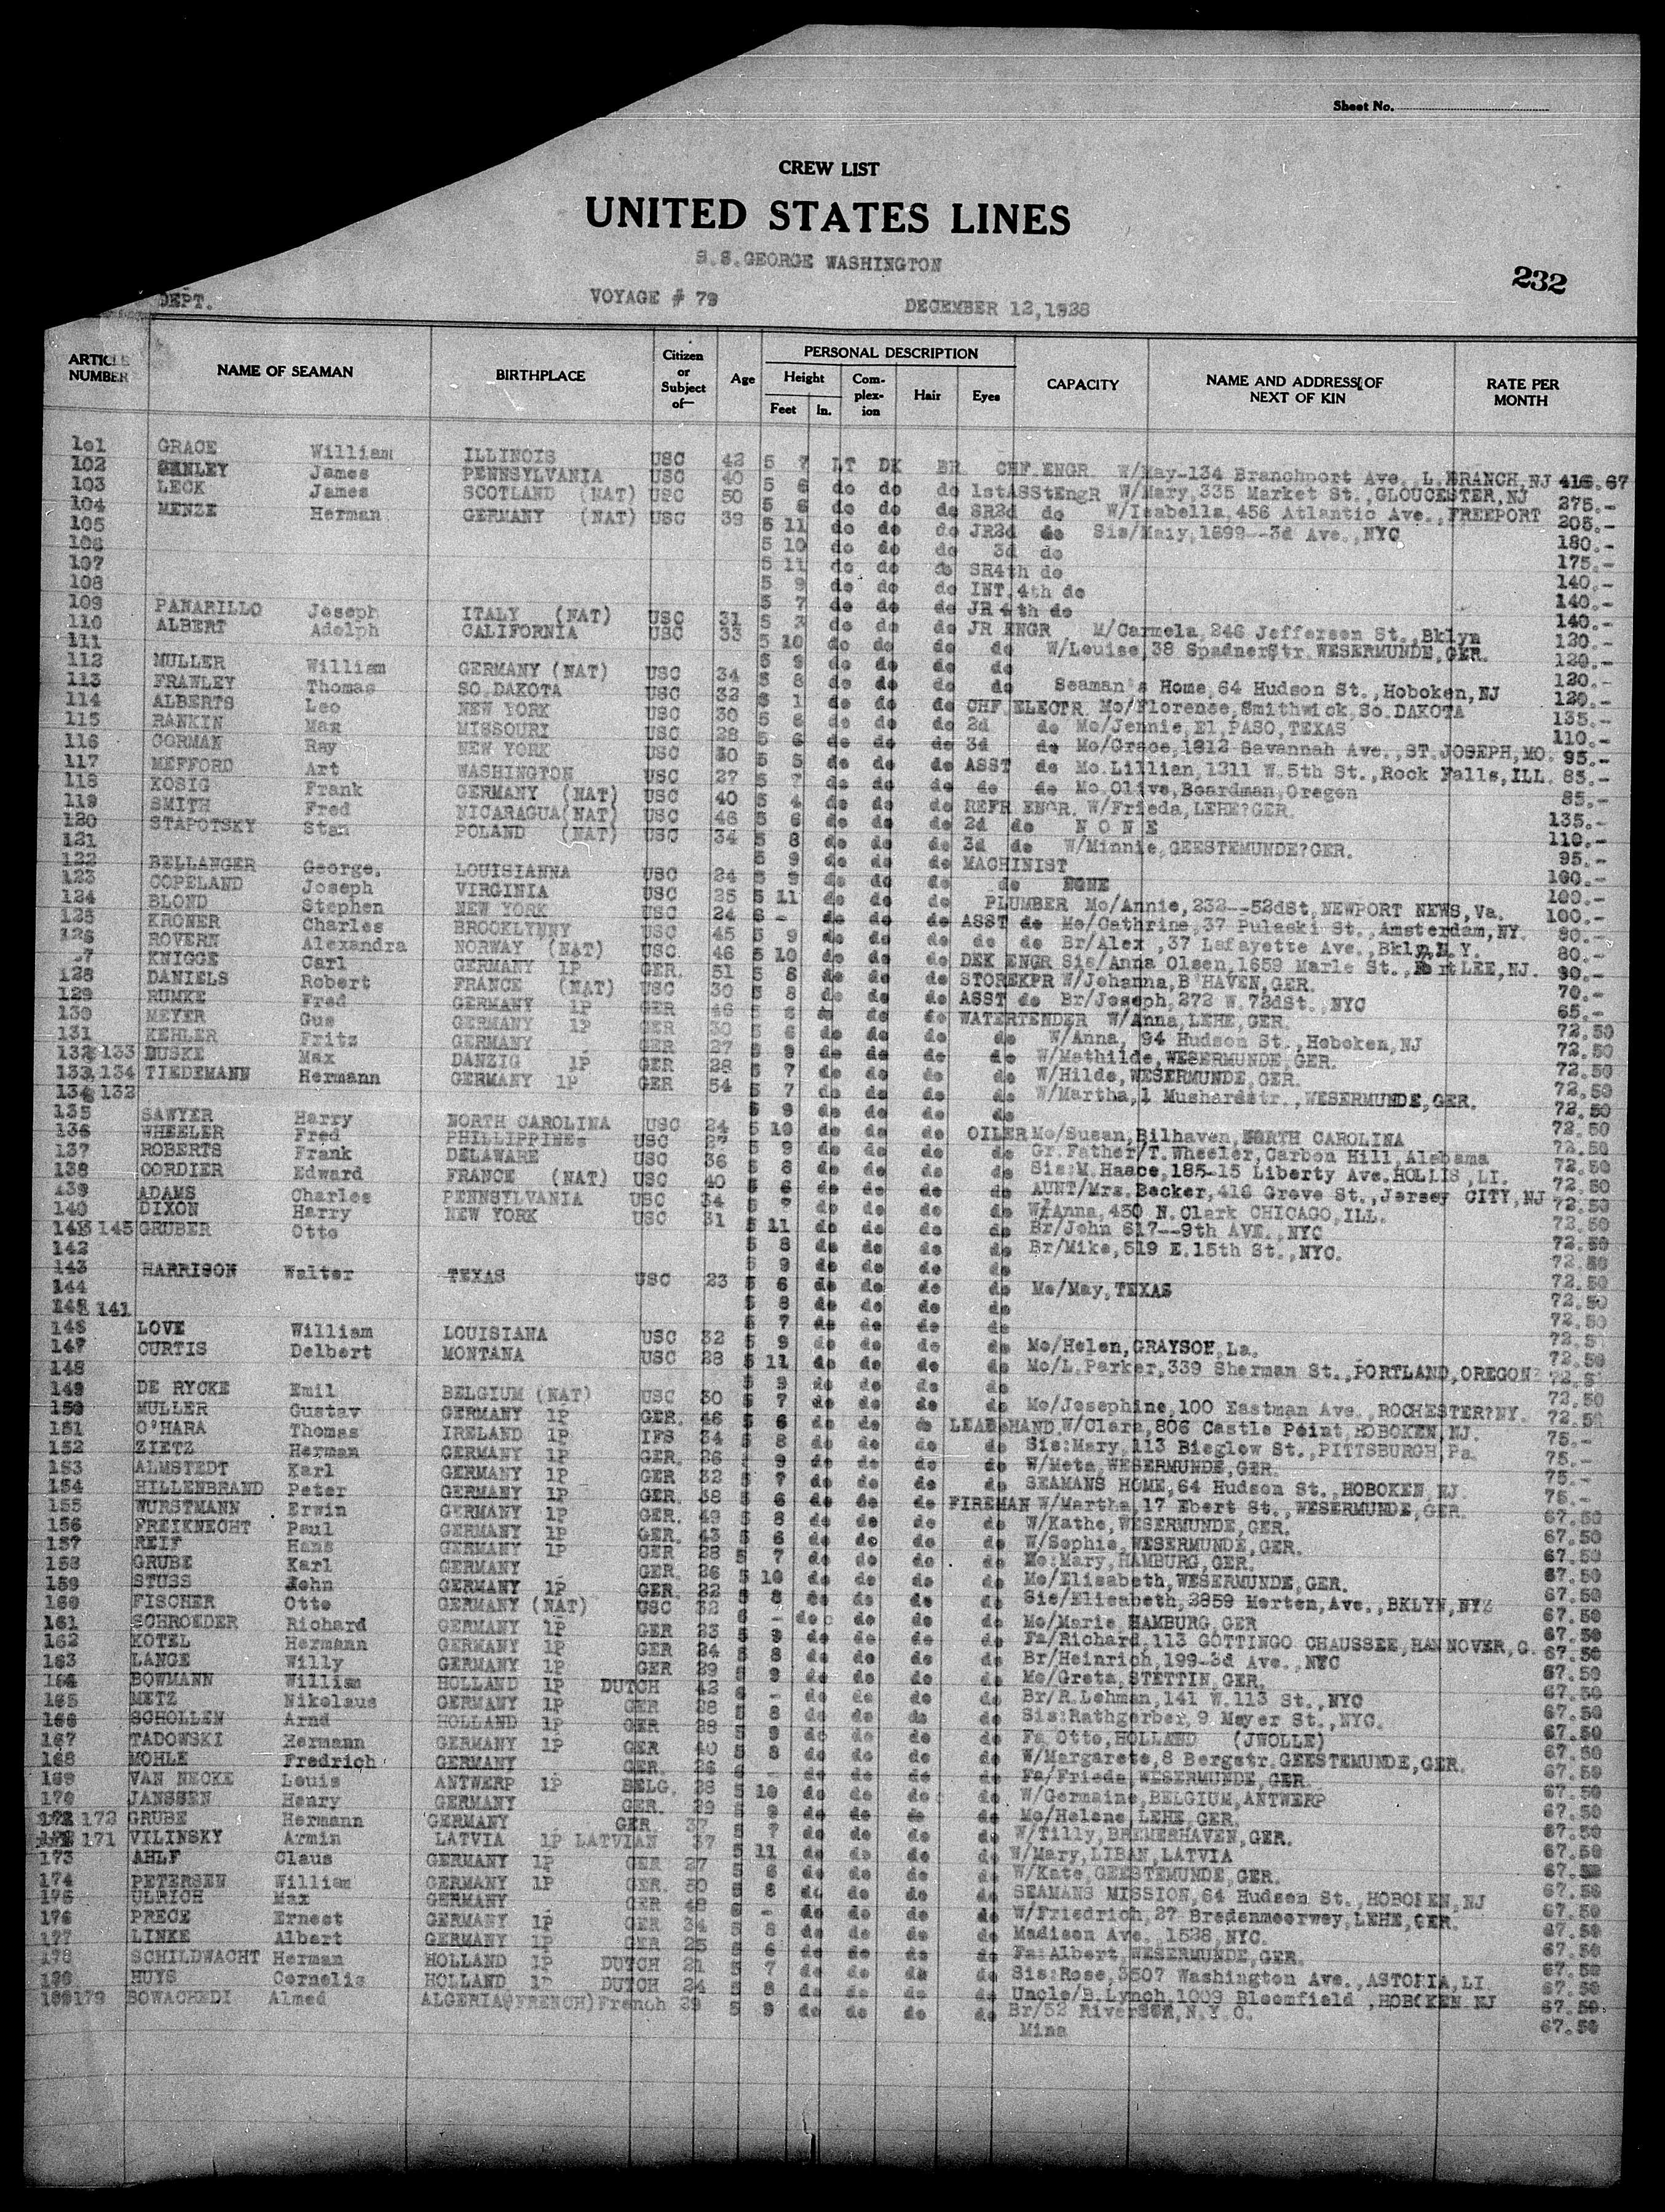 Sheet No.
CREW LIST
UNITED STATES LINES
S.S.GEORGE WASHINGTON
232
DEPT. VOYAGE # 79 DECEMBER 12,1928
ARTICLE NUMBER NAME OF SEAMAN BIRTHPLACE Citizen or Subject of— Age PERSONAL DESCRIPTION Height Feet In. Complexion Hair Eyes CAPACITY NAME AND ADDRESS OF NEXT OF KIN RATE PER MONTH
101 GRACE William ILLINOIS USC 42 5 7 LT DK BR CHF.ENGR. W/May-134 Branchport Ave., L.BRANCH,NJ 416.67
102 James PENNSYLVANIA USC 40 5 6 do do do 1stASStEngR W/Mary,335 Market St.,GLOUCESTER,NJ 275.-
103 LECK James SCOTLAND (NAT) USC 50 5 6 do do do SR2d do W/Isabella,456 Atlantic Ave.,FREEPORT 205.-
104 MENZE Herman GERMANY (NAT) USC 39 5 11 do do do JR2d do Sis/Maiy,1699--3d Ave.,NYC 180.-
105 5 10 do do do 3d do 175.-
106 5 11 do do do SR4th do 140.-
107 5 9 do do do INT.4th do 140.-
108 5 7 do do do JR 4th do 140.-
109 PANARILLO Joseph ITALY (NAT) USC 31 5 3 do do do JR ENGR M/Carmela,246 Jefferson St.,Bklyn 120.-
110 ALBERT Adolph CALIFORNIA USC 33 5 10 do do do do W/Louise,38 SpadnerStr.WESERMUNDE,GER. 120.-
111 5 9 do do do do 120.-
112 MULLER William GERMANY (NAT) USC 34 5 8 do do do do Seaman's Home,64 Hudson St.,Hoboken,NJ 120.-
113 FRAWLEY Thomas SO.DAKOTA USC 32 6 1 do do do CHF.ELECTR. Mo/Florence,Smithwick,So.DAKOTA 135.-
114 ALBERTS Leo NEW YORK USC 30 5 6 do do do 2d do Mo/Jennie,El PASO,TEXAS 110.-
115 RANKIN Max MISSOURI USC 28 5 6 do do do 3d do Mo/Grace,1812 Savannah Ave.,ST.JOSEPH,MO. 95.-
116 GORMAN Ray NEW YORK USC 30 5 5 do do do ASST do Mo.Lillian,1311 W.5th St.,Rock Falls,ILL. 85.-
117 MEFFORD Art WASHINGTON USC 27 5 7 do do do do do Mo.Olive,Boardman,Oregon 85.-
118 KOSIG Frank GERMANY (NAT) USC 40 5 4 do do do REFR.ENGR. W/Frieda,LEHE?GER. 135.-
119 SMITH Fred NICARAGUA(NAT) USC 46 5 6 do do do 2d do N O N E 110.-
120 STAPOTSKY Stan POLAND (NAT) USC 34 5 8 do do do 3d do W/Minnie,GEESTEMUNDE?GER. 95.-
121 5 9 do do do MACHINIST 100.-
122 BELLANGER George. LOUISIANNA USC 24 5 9 do do do do NONE 100.-
123 COPELAND Joseph VIRGINIA USC 25 5 11 do do do PLUMBER Mo/Annie,232--52dSt,NEWPORT NEWS,Va. 100.-
124 BLOND Stephen NEW YORK USC 24 6 - do do do ASST do Mo/Cathrine,37 Pulaski St.,Amsterdam,NY. 80.-
125 KRONER Charles BROOKLYNNY USC 45 5 9 do do do do do Br/Alex ,37 Lafayette Ave.,Bklyn 80.-
126 ROVERN Alexandra NORWAY (NAT) USC 46 5 10 do do do DEK ENGR Sis/Anna Olsen,1659 Marle St., LEE,NJ. 90.-
-7 KNIGGE Carl GERMANY 1P GER. 51 5 8 do do do STOREKPR W/Johanna,B'HAVEN,GER. 70.-
128 DANIELS Robert FRANCE (NAT) USC 30 5 8 do do do ASST do Br/Joseph,272 W.72dSt.,NYC 65.-
129 RUMKE Fred GERMANY 1P GER 46 5 6 do do do WATERTENDER W/Anna,LEHE,GER. 72.50
130 MEYER Gus GERMANY 1P GER 30 5 6 do do do do W/Anna, 94 Hudson St.,Hoboken,NJ 72.50
131 KEHLER Fritz GERMANY GER 27 5 9 do do do do W/Mathilde,WESERMUNDE,GER. 72.50
132 133 DUSKE Max DANZIG 1P GER 28 5 7 do do do do W/Hilde,WESERMUNDE,GER. 72.50
133 134 TIEDEMANN Hermann GERMANY 1P GER 54 5 7 do do do do W/Martha,1 Mushardstr.,WESERMUNDE,GER. 72.50
134 132 5 9 do do do do 72.50
135 SAWYER Harry NORTH CAROLINA USC 24 5 10 do do do OILER Mo/Susan,Bilhaven,NORTH CAROLINA 72.50
136 WHEELER Fred PHILLIPPINEs USC 27 5 9 do do do do Gr.Father/T.Wheeler,Carbon Hill,Alabama 72.50
137 ROBERTS Frank DELAWARE USC 36 5 8 do do do do Sis:M.Haace,185-15 Liberty Ave.HOLLIS,LI. 72.50
138 CORDIER Edward FRANCE (NAT) USC 40 5 6 do do do do AUNT/Mrs.Becker,416 Grove St.,Jersey CITY,NJ 72.50
139 ADAMS Charles PENNSYLVANIA USC 34 5 do do do do W/Anna,450 N.Clark CHICAGO,ILL. 72.50
140 DIXON Harry NEW YORK USC 31 5 11 do do do do Br/John 617--9th AVE.,NYC 72.50
145 GRUBER Otto 5 8 do do do do Br/Mike,519 E.15th St.,NYC. 72.50
142 5 9 do do do do 72.50
143 HARRISON Walter TEXAS USC 23 5 6 do do do do Mo/May,TEXAS 72.50
144 5 8 do do do do 72.50
141 5 7 do do do do 72.50
146 LOVE William LOUISIANA USC 32 5 9 do do do do Mo/Helen,GRAYSON,La. 72.50
147 CURTIS Delbert MONTANA USC 28 5 11 do do do do Mo/L.Parker,339 Sherman St.,PORTLAND,OREGON
148 5 9 do do do do 72.50
149 DE RYCKE Emil BELGIUM (NAT) USC 30 5 7 do do do do Mo/Josephine,100 Eastman Ave.,ROCHESTER?NY. 72.50
150 MULLER Gustav GERMANY 1P GER. 46 5 6 do do do LEADHAND W/Clara,806 Castle Point,HOBOKEN,NJ. 75.-
151 O'HARA Thomas IRELAND 1P IFS 34 5 8 do do do do Sis:Mary,113 Bieglow St.,PITTSBURGH,Pa. 75.-
152 ZIETZ Herman GERMANY 1P GER. 26 9 do do do do W/Meta,WESERMUNDE,GER. 75.-
153 ALMSTEDT Karl GERMANY 1P GER 32 5 7 do do do do SEAMANS HOME,64 Hudson St.,HOBOKEN,NJ. 75.-
154 HILLENBRAND Peter GERMANY 1P GER. 38 5 6 do do do FIREMAN W/Martha,17 Ebert St.,WESERMUNDE,GER. 67.50
155 WURSTMANN Erwin GERMANY 1P GER. 49 5 8 do do do do W/Kathe,WESERMUNDE,GER. 67.50
156 FREIKNECHT Paul GERMANY 1P GER. 43 5 6 do do do do W/Sophie,WESERMUNDE,GER. 67.50
157 REIF Hans GERMANY 1P GER 28 5 7 do do do do Mo:Mary,HAMBURG,GER. 67.50
158 GRUBE Karl GERMANY GER. 26 5 10 do do do do Mo/Elisabeth,WESERMUNDE,GER. 67.50
159 STUSS John GERMANY 1P GER. 22 5 8 do do do do Sis/Elisabeth,2859 Merten,Ave.,BKLYN,NY 67.50
160 FISCHER Otto GERMANY (NAT) USC 32 6 - do do do do Mo/Marie HAMBURG,GER 67.50
161 SCHROEDER Richard GERMANY 1P GER 23 5 9 do do do do Fa/Richard,113 GOTTINGO CHAUSSEE,HANNOVER,G. 67.50
162 KOTEL Hermann GERMANY 1P GER 24 5 8 do do do do Br/Heinrich,199-3d Ave.,NYC 67.50
163 LANGE Willy GERMANY 1P GER 29 5 9 do do do do Mo/Greta,STETTIN,GER. 67.50
164 BOWMANN William HOLLAND 1P DUTCH 42 6 - do do do do Br/R.Lehman,141 W.113 St.,NYC 67.50
165 METZ Nikolaus GERMANY 1P GER 28 5 8 do do do do Sis:Rathgerber,9 Meyer St.,NYC. 67.50
166 SCHOLLEN Arnd HOLLAND 1P GER 28 5 9 do do do do Fa Otto,HOLLAND (JWOLLE) 67.50
167 TADOWSKI Hermann GERMANY 1P GER 40 5 8 do do do do W/Margarete,8 Bergstr.GEESTEMUNDE,GER. 67.50
168 MOHLE Fredrich GERMANY GER. 26 6 - do do do do Fa/Frieda,WESERMUNDE,GER. 67.50
169 VAN NECKE Louis ANTWERP 1P BELG. 28 5 10 do do do do W/Germaine,BELGIUM,ANTWERP 67.50
170 JANSSEN Henry GERMANY GER. 29 5 9 do do do do Mo/Helene,LEHE,GER. 67.50
172 GRUBE Hermann GERMANY GER. 37 5 7 do do do do W/Tilly,BREMERHAVEN,GER. 67.50
171 VILINSKY Armin LATVIA 1P LATVIAN 37 5 11 do do do do W/Mary,LIBAN,LATVIA 67.50
173 AHLF Claus GERMANY 1P GER 27 5 6 do do do do W/Kate,GEESTEMUNDE,GER. 67.50
174 PETERSEN William GERMANY 1P GER. 30 5 8 do do do do SEAMANS MISSION,64 Hudson St.,HOBOKEN,NJ 67.50
175 ULRICH Max GERMANY GER 48 6 - do do do do W/Friedrich,27 Bredenmoorwey,LEHE,GER. 67.50
176 PREGE Ernest GERMANY 1P GER 34 5 8 do do do do Madison Ave. 1528,NYC. 67.50
177 LINKE Albert GERMANY 1P GER 25 5 6 do do do do Fa:Albert,WESERMUNDE,GER. 67.50
178 SCHILDWACHT Herman HOLLAND 1P DUTCH 21 5 7 do do do do Sis:Rose,3507 Washington Ave.,ASTORIA,LI 67.50
HUYS Cornelis HOLLAND 1P DUTCH 24 5 8 do do do do Uncle/B.Lynch,1009 Bloomfield ,HOBOKEN NJ 67.50
179 BOWACHEDI Almed ALGERIA(FRENCH)French 29 5 9 do do do do Br/52 River ,N.Y.C. 67.50
Mina